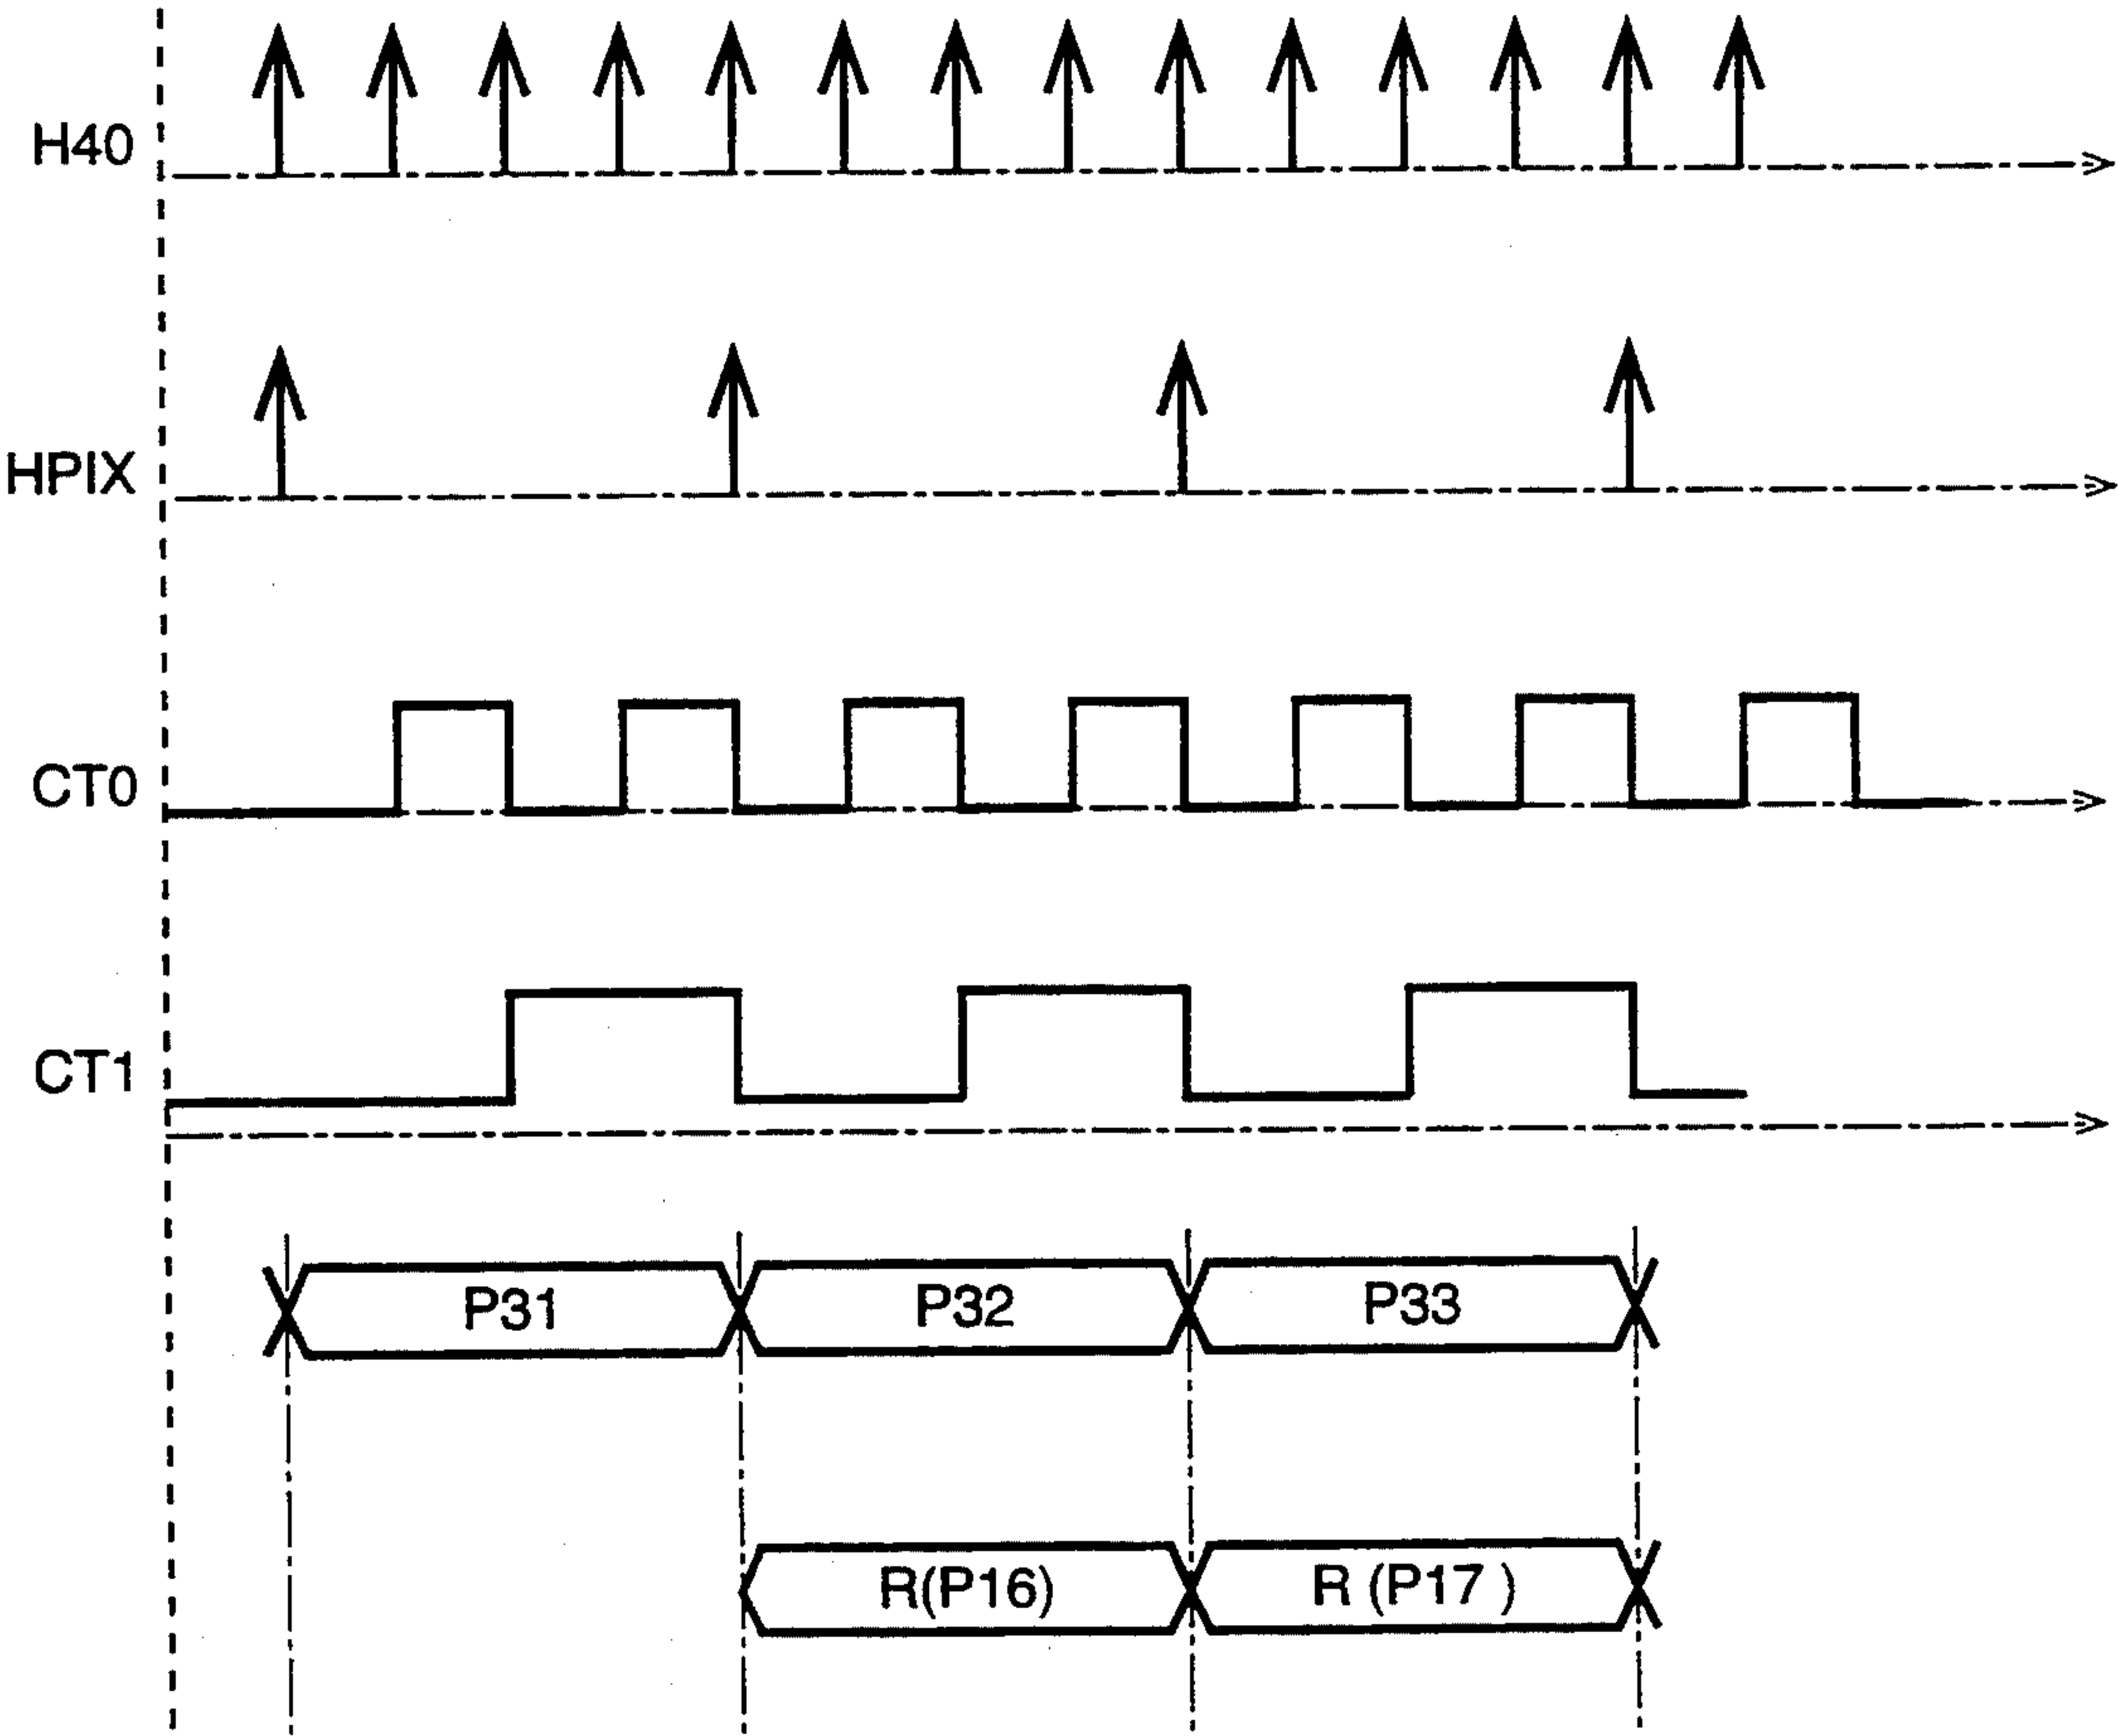 H40
HPIX
CT0
CT1
P31 P32 P33
R(P16) R (P17 )